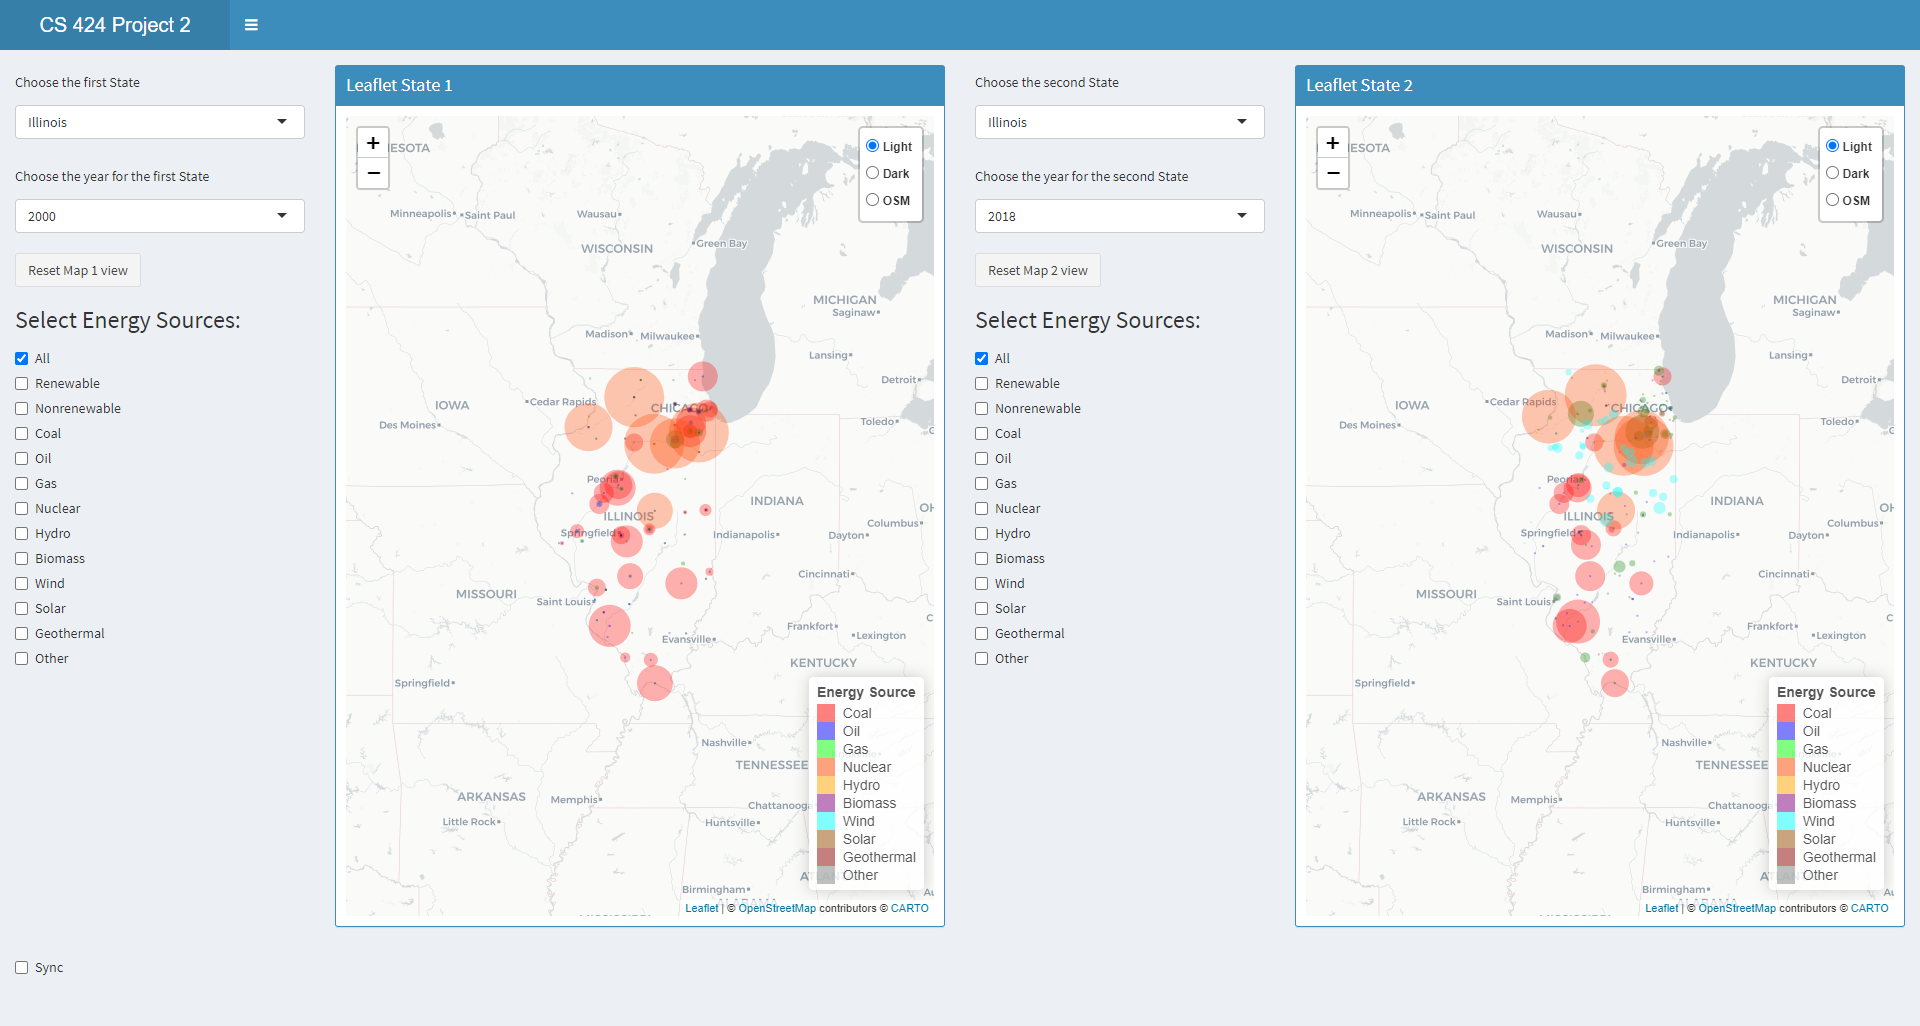 CS 424 Project 2
Choose the first State
Illinois
Choose the year for the first State
2000
Reset Map 1 view
Select Energy Sources:
All
Renewable
Nonrenewable
Coal
Oil
Gas
Nuclear
Hydro
Biomass
Wind
Solar
Geothermal
Other
Sync
Leaflet State 1
+
−
Light
Dark
OSM
NESOTA
Minneapolis
Saint Paul
Wausau
WISCONSIN
Green Bay
MICHIGAN
Saginaw
Madison
Milwaukee
Lansing
Detroit
IOWA
Cedar Rapids
CHICAGO
Des Moines
Toledo
Peoria
ILLINOIS
INDIANA
OH
Springfield
Columbus
Indianapolis
Dayton
Cincinnati
MISSOURI
Saint Louis
Frankfort
Lexington
Evansville
KENTUCKY
Springfield
Nashville
TENNESSEE
ARKANSAS
Memphis
Chattanooga
Little Rock
Huntsville
Birmingham
ALABAMA
Energy Source
Coal
Oil
Gas
Nuclear
Hydro
Biomass
Wind
Solar
Geothermal
Other
Leaflet | © OpenStreetMap contributors © CARTO
Choose the second State
Illinois
Choose the year for the second State
2018
Reset Map 2 view
Select Energy Sources:
All
Renewable
Nonrenewable
Coal
Oil
Gas
Nuclear
Hydro
Biomass
Wind
Solar
Geothermal
Other
Leaflet State 2
+
−
Light
Dark
OSM
ESOTA
Minneapolis
Saint Paul
Wausau
WISCONSIN
Green Bay
MICHIGAN
Saginaw
Madison
Milwaukee
Lansing
Detroit
IOWA
Cedar Rapids
CHICAGO
Des Moines
Toledo
Peoria
ILLINOIS
INDIANA
OH
Springfield
Columbus
Indianapolis
Dayton
Cincinnati
MISSOURI
Saint Louis
Frankfort
Lexington
Evansville
KENTUCKY
Springfield
Nashville
TENNESSEE
ARKANSAS
Memphis
Chattanooga
Little Rock
Huntsville
Birmingham
ALABAMA
Energy Source
Coal
Oil
Gas
Nuclear
Hydro
Biomass
Wind
Solar
Geothermal
Other
Leaflet | © OpenStreetMap contributors © CARTO